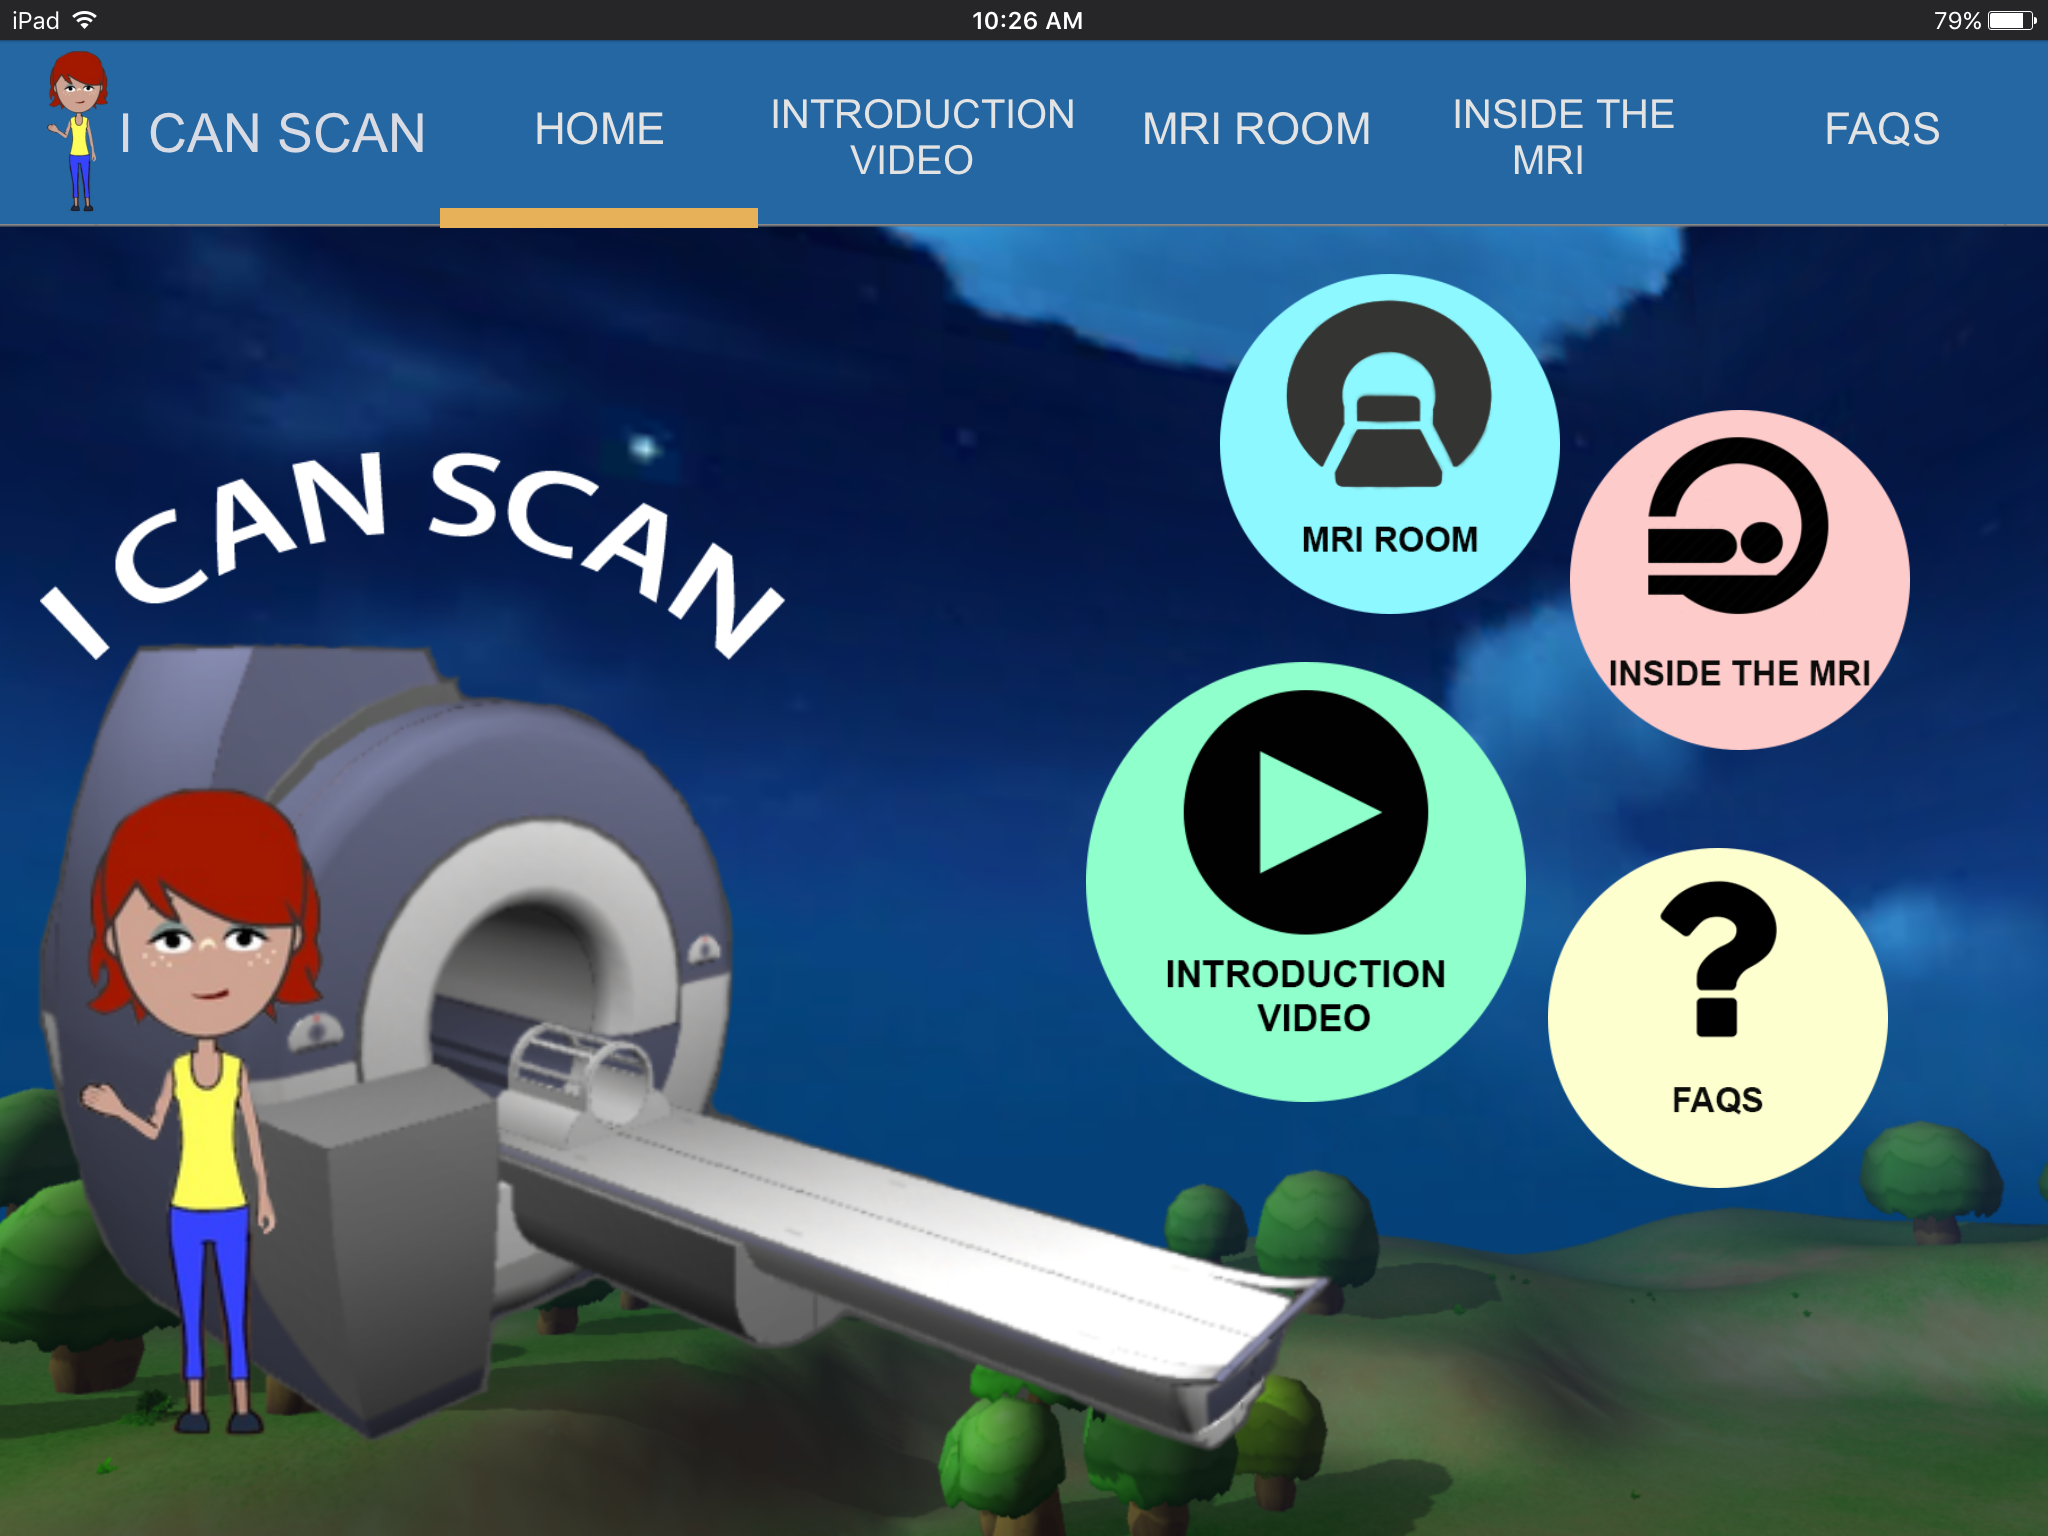 iPad
10:26 AM
79%
I CAN SCAN
HOME
INTRODUCTION
VIDEO
MRI ROOM
INSIDE THE
MRI
FAQS
I CAN SCAN
MRI ROOM
INSIDE THE MRI
INTRODUCTION
VIDEO
FAQS